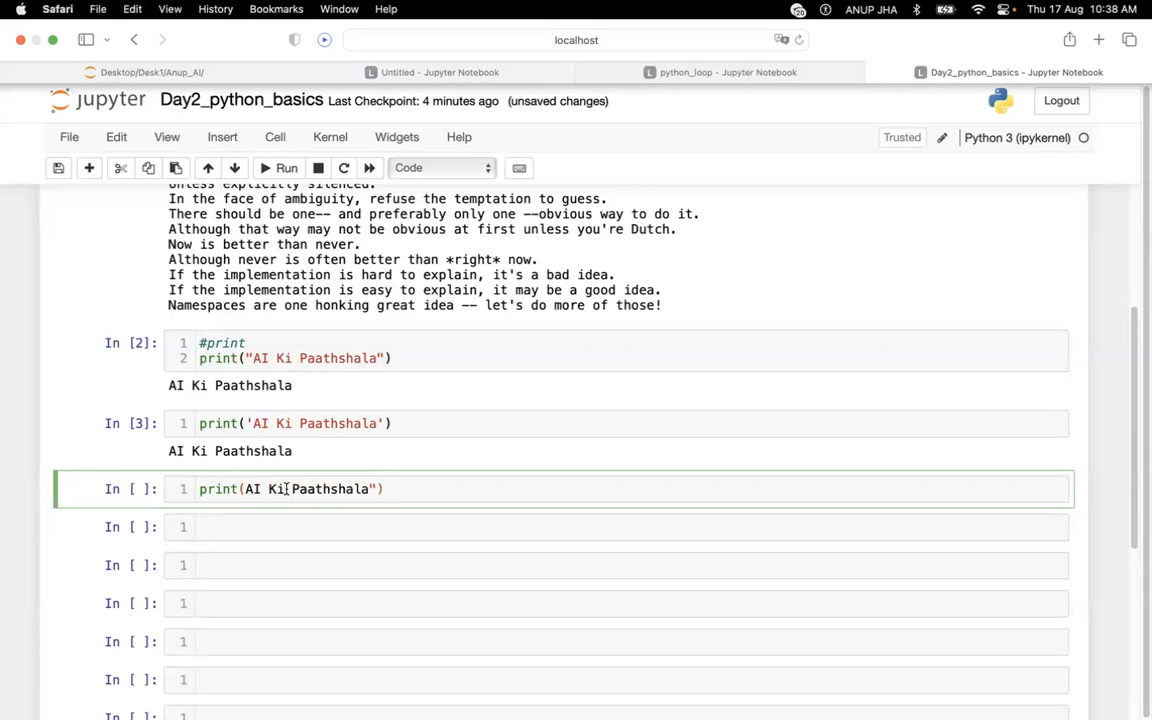 Safari File Edit View History Bookmarks Window Help 20 ANUP JHA Thu 17 Aug 10:38 AM
localhost
Desktop/Desk1/Anup_AI/ Untitled - Jupyter Notebook python_loop - Jupyter Notebook Day2_python_basics - Jupyter Notebook
jupyter Day2_python_basics Last Checkpoint: 4 minutes ago (unsaved changes) Logout
File Edit View Insert Cell Kernel Widgets Help Trusted Python 3 (ipykernel)
Run Code
Unless explicitly silenced.
In the face of ambiguity, refuse the temptation to guess.
There should be one-- and preferably only one --obvious way to do it.
Although that way may not be obvious at first unless you're Dutch.
Now is better than never.
Although never is often better than *right* now.
If the implementation is hard to explain, it's a bad idea.
If the implementation is easy to explain, it may be a good idea.
Namespaces are one honking great idea -- let's do more of those!
In [2]: 1 #print
2 print("AI Ki Paathshala")
AI Ki Paathshala
In [3]: 1 print('AI Ki Paathshala')
AI Ki Paathshala
In [ ]: 1 print(AI Ki Paathshala")
In [ ]: 1
In [ ]: 1
In [ ]: 1
In [ ]: 1
In [ ]: 1
In [ ]: 1